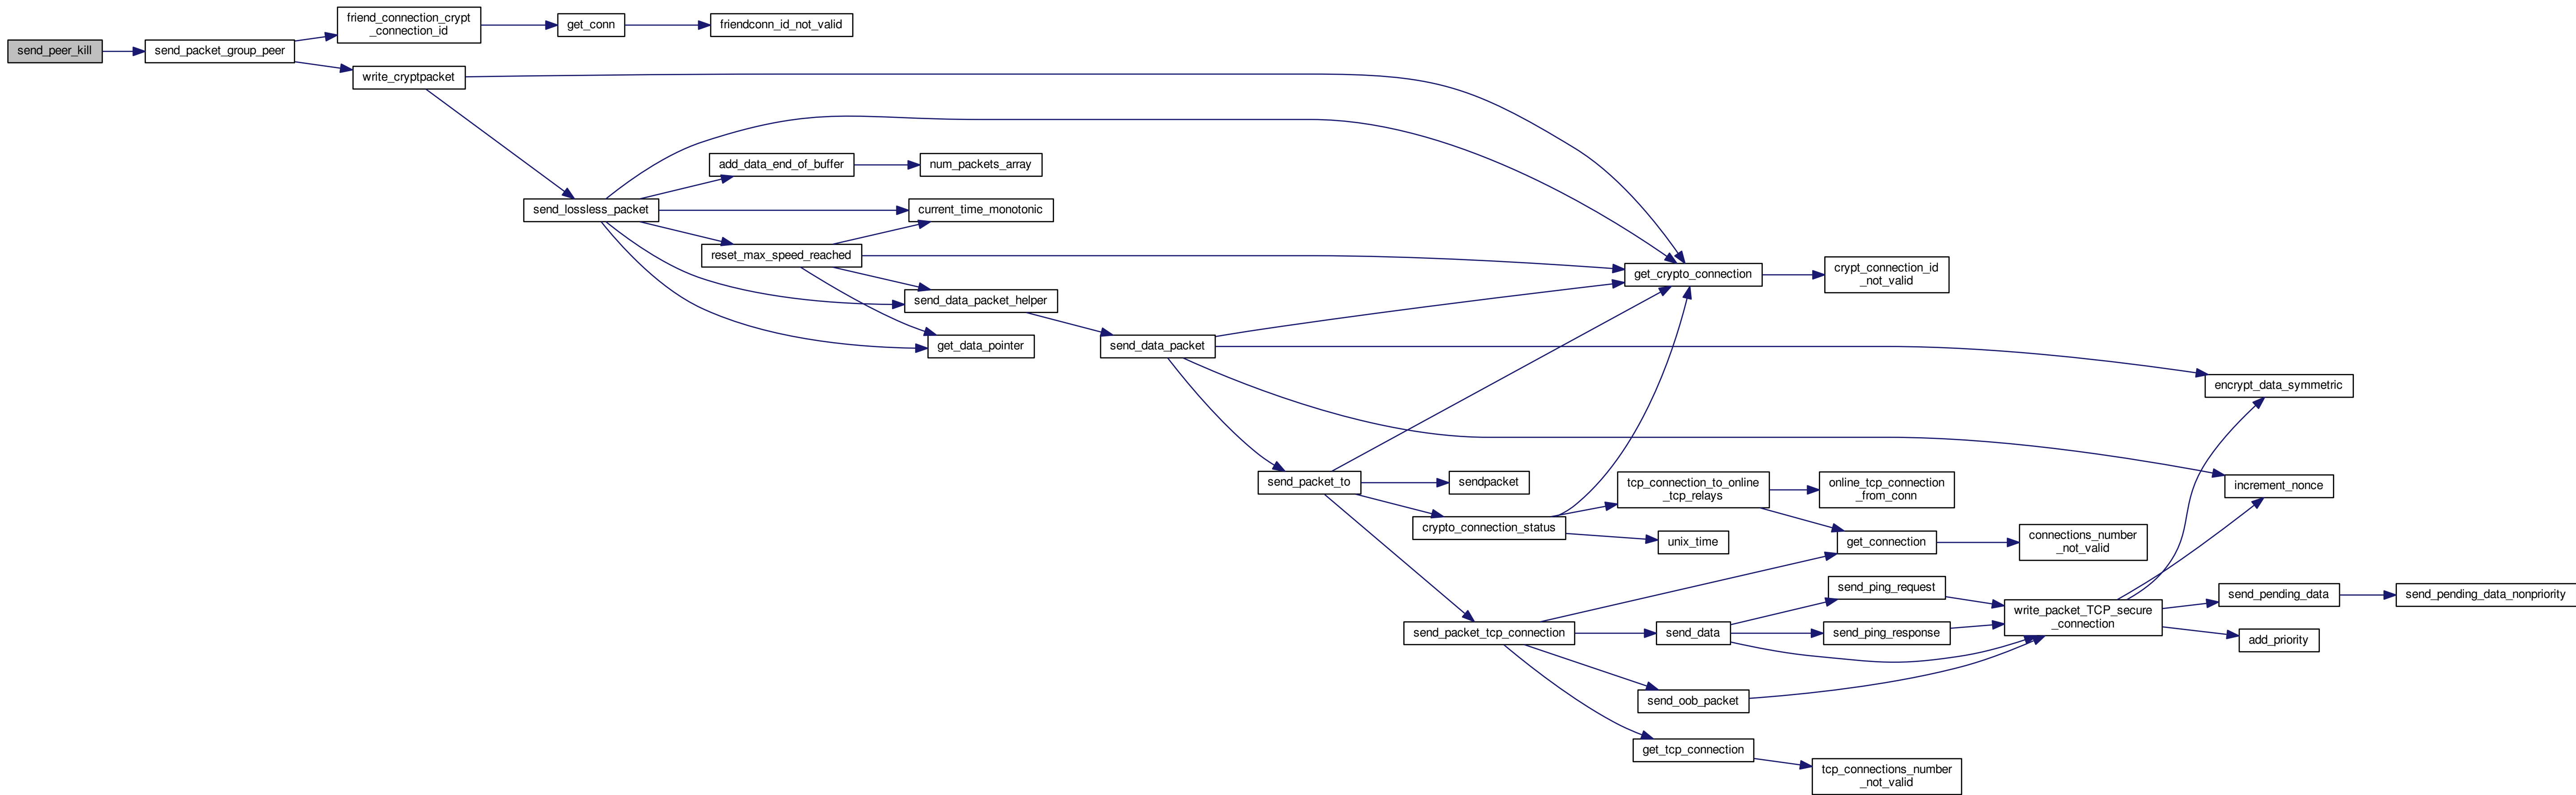 send_peer_kill
send_packet_group_peer
friend_connection_crypt
_connection_id
get_conn
friendconn_id_not_valid
write_cryptpacket
send_lossless_packet
add_data_end_of_buffer
num_packets_array
current_time_monotonic
reset_max_speed_reached
send_data_packet_helper
get_data_pointer
send_data_packet
get_crypto_connection
crypt_connection_id
_not_valid
encrypt_data_symmetric
increment_nonce
send_packet_to
sendpacket
crypto_connection_status
tcp_connection_to_online
_tcp_relays
online_tcp_connection
_from_conn
unix_time
get_connection
connections_number
_not_valid
send_packet_tcp_connection
send_data
send_ping_request
send_ping_response
write_packet_TCP_secure
_connection
send_pending_data
send_pending_data_nonpriority
add_priority
send_oob_packet
get_tcp_connection
tcp_connections_number
_not_valid